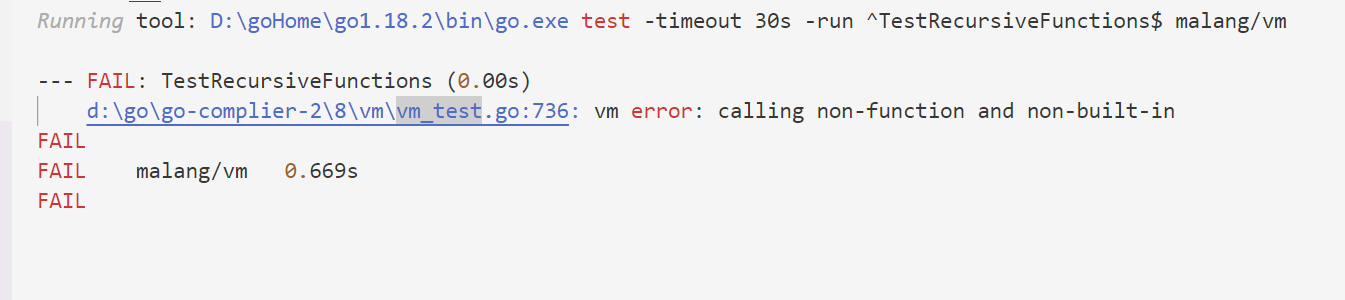 Running tool: D:\goHome\go1.18.2\bin\go.exe test -timeout 30s -run ^TestRecursiveFunctions$ malang/vm
--- FAIL: TestRecursiveFunctions (0.00s)
d:\go\go-complier-2\8\vm\vm_test.go:736: vm error: calling non-function and non-built-in
FAIL
FAIL malang/vm 0.669s
FAIL